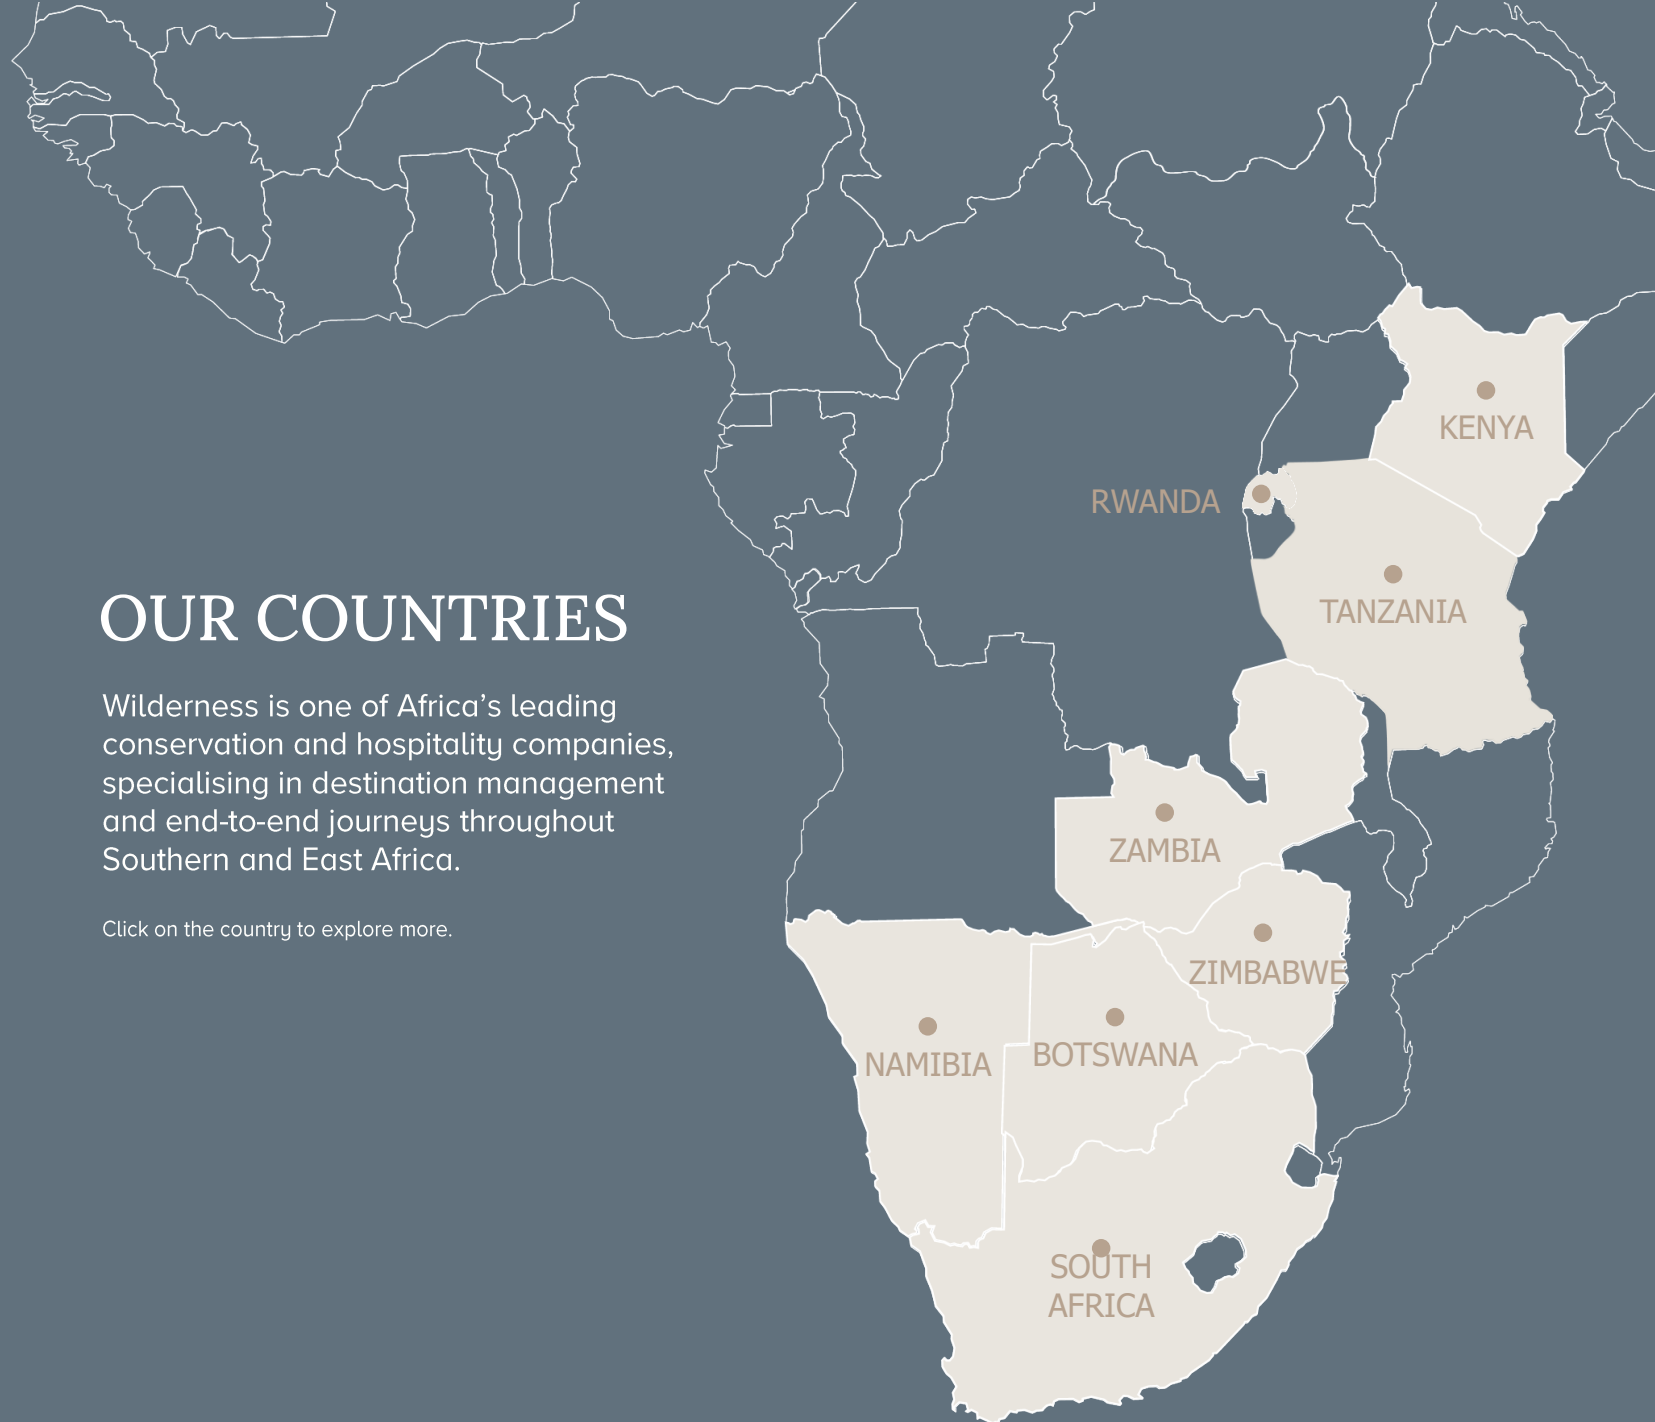 KENYA
RWANDA
TANZANIA
OUR COUNTRIES
Wilderness is one of Africa’s leading
conservation and hospitality companies,
specialising in destination management
and end-to-end journeys throughout
Southern and East Africa.
Click on the country to explore more.
ZAMBIA
ZIMBABWE
NAMIBIA
BOTSWANA
SOUTH
AFRICA